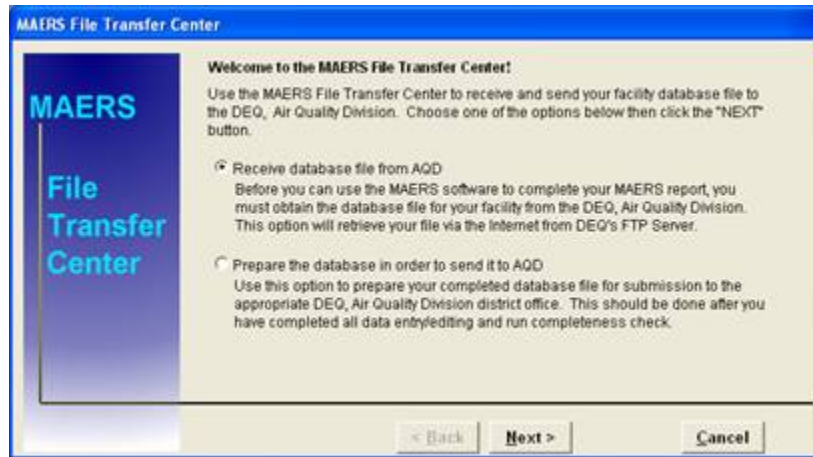 MAERS File Transfer Center
MAERS
File
Transfer
Center
Welcome to the MAERS File Transfer Center!
Use the MAERS File Transfer Center to receive and send your facility database file to
the DEQ, Air Quality Division. Choose one of the options below then click the "NEXT"
button.
Receive database file from AQD
Before you can use the MAERS software to complete your MAERS report, you
must obtain the database file for your facility from the DEQ, Air Quality Division.
This option will retrieve your file via the Internet from DEQ's FTP Server.
Prepare the database in order to send it to AQD
Use this option to prepare your completed database file for submission to the
appropriate DEQ, Air Quality Division district office. This should be done after you
have completed all data entry/editing and run completeness check.
< Back
Next >
Cancel